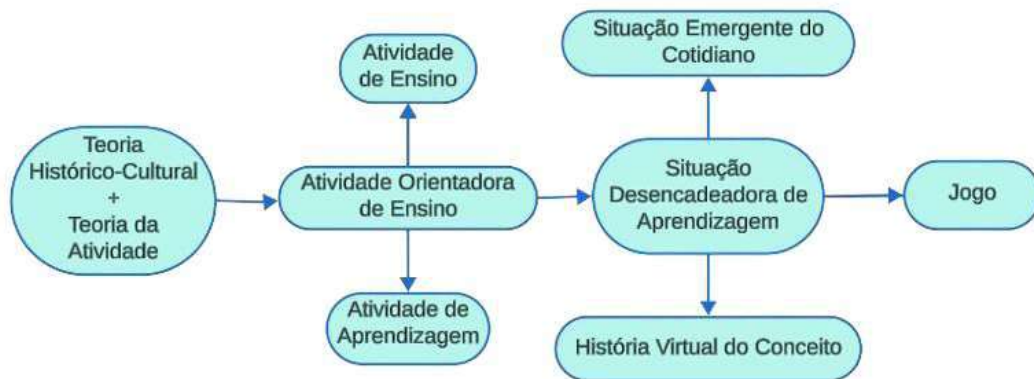 Teoria
Histórico-Cultural
+
Teoria da
Atividade
Atividade
de Ensino
Atividade Orientadora
de Ensino
Atividade de
Aprendizagem
Situação Emergente do
Cotidiano
Situação
Desencadeadora de
Aprendizagem
História Virtual do Conceito
Jogo